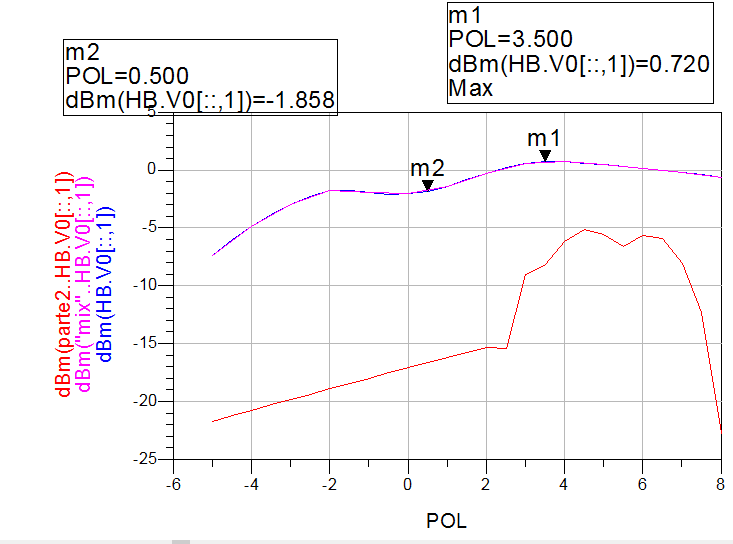 m1
POL=3.500
dBm(HB.V0[::,1])=0.720
Max
m2
POL=0.500
dBm(HB.V0[::,1])=-1.858
m1
m2
5
0
-5
-10
-15
-20
-25
-6
-4
-2
0
2
4
6
8
POL
dBm(parte2..HB.V0[::,1])
dBm("mix"..HB.V0[::,1])
dBm(HB.V0[::,1])